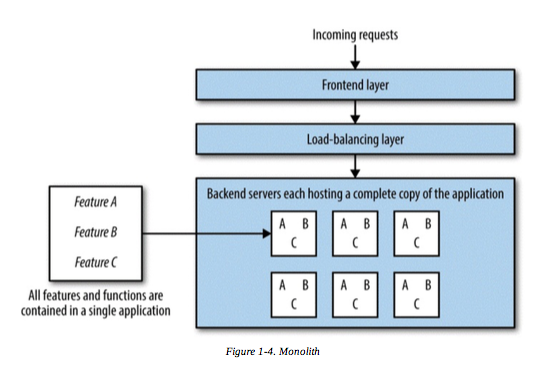 Incoming requests
Frontend layer
Load-balancing layer
Backend servers each hosting a complete copy of the application
Feature A
Feature B
Feature C
All features and functions are
contained in a single application
A B
C
A B
C
A B
C
A B
C
A B
C
A B
C
Figure 1-4. Monolith